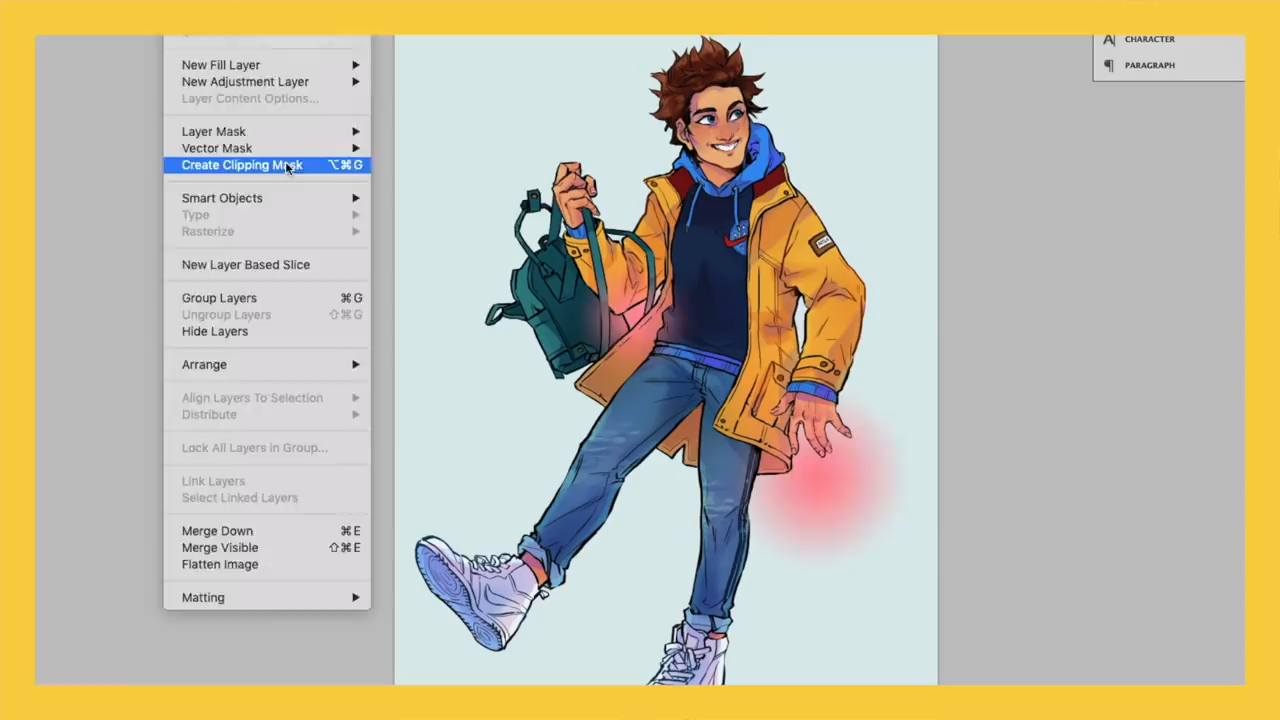 New Fill Layer
New Adjustment Layer
Layer Content Options...
Layer Mask
Vector Mask
Create Clipping Mask ⌥⌘G
Smart Objects
Type
Rasterize
New Layer Based Slice
Group Layers ⌘G
Ungroup Layers ⇧⌘G
Hide Layers
Arrange
Align Layers To Selection
Distribute
Lock All Layers in Group...
Link Layers
Select Linked Layers
Merge Down ⌘E
Merge Visible ⇧⌘E
Flatten Image
Matting
CHARACTER
PARAGRAPH